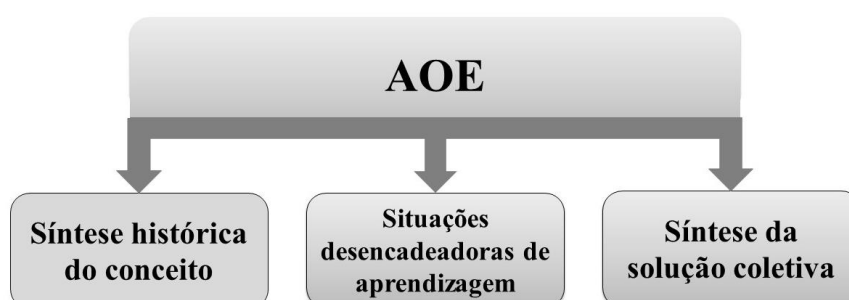 AOE
Síntese histórica
do conceito
Situações
desencadeadoras de
aprendizagem
Síntese da
solução coletiva